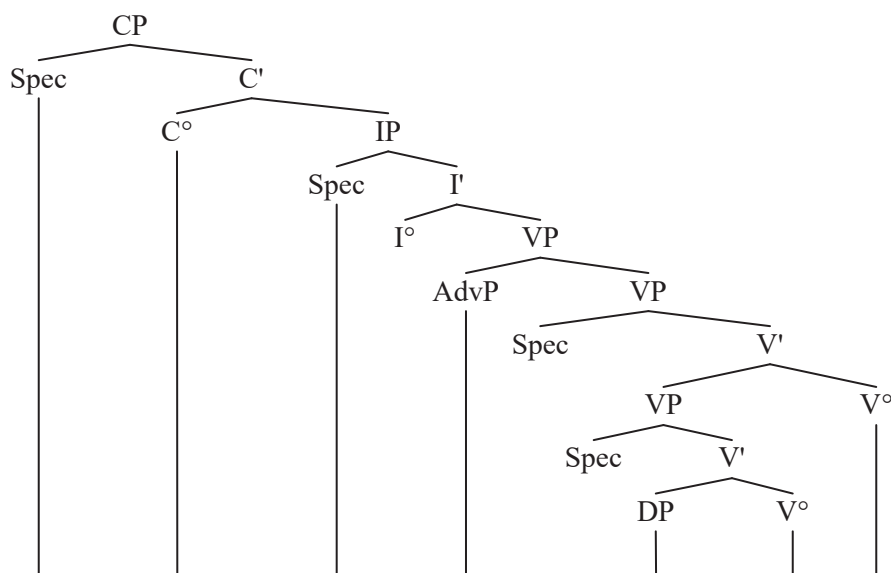 CP
Spec C'
C° IP
Spec I'
I° VP
AdvP VP
Spec V'
VP V°
Spec V'
DP V°